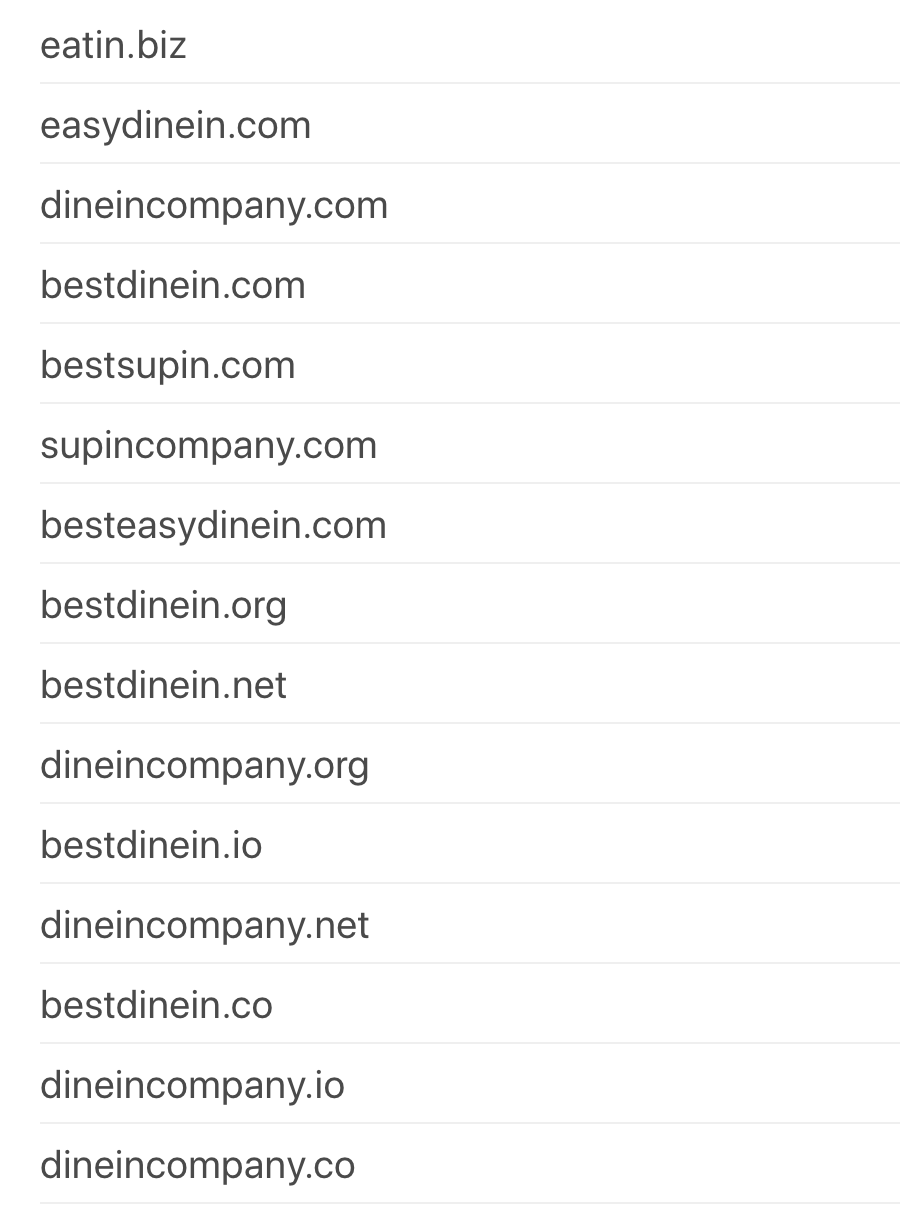 eatin.biz
easydinein.com
dineincompany.com
bestdinein.com
bestsupin.com
supincompany.com
besteasydinein.com
bestdinein.org
bestdinein.net
dineincompany.org
bestdinein.io
dineincompany.net
bestdinein.co
dineincompany.io
dineincompany.co